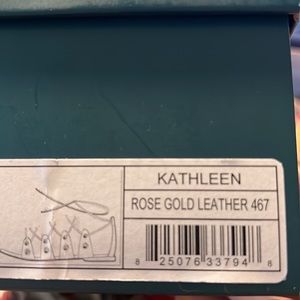 KATHLEEN
ROSE GOLD LEATHER 467
8 25076 33794 8